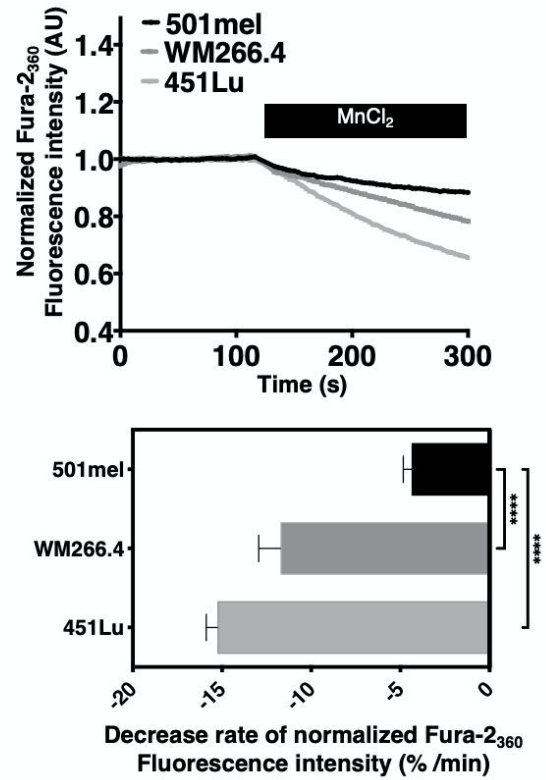 501mel
WM266.4
451Lu
MnCl₂
Normalized Fura-2₃₆₀
Fluorescence intensity (AU)
1.4
1.2
1.0
0.8
0.6
0.4
0 100 200 300
Time (s)
501mel
WM266.4
451Lu
****
****
-20 -15 -10 -5 0
Decrease rate of normalized Fura-2₃₆₀
Fluorescence intensity (% /min)